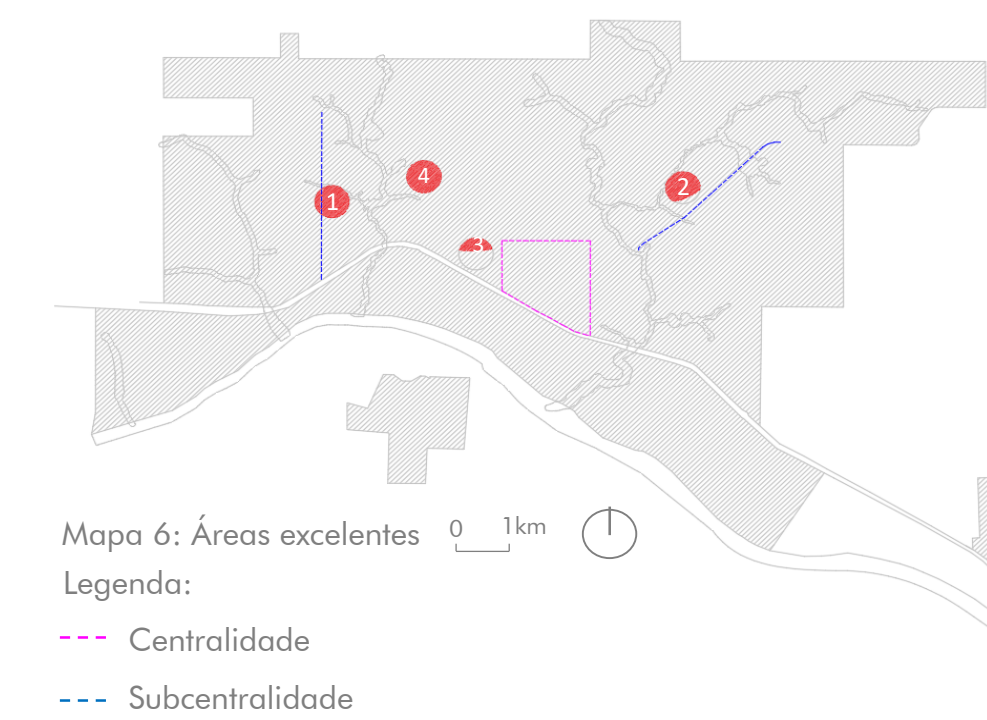 4
2
1
3
Mapa 6: Áreas excelentes
0 1km
Legenda:
Centralidade
Subcentralidade